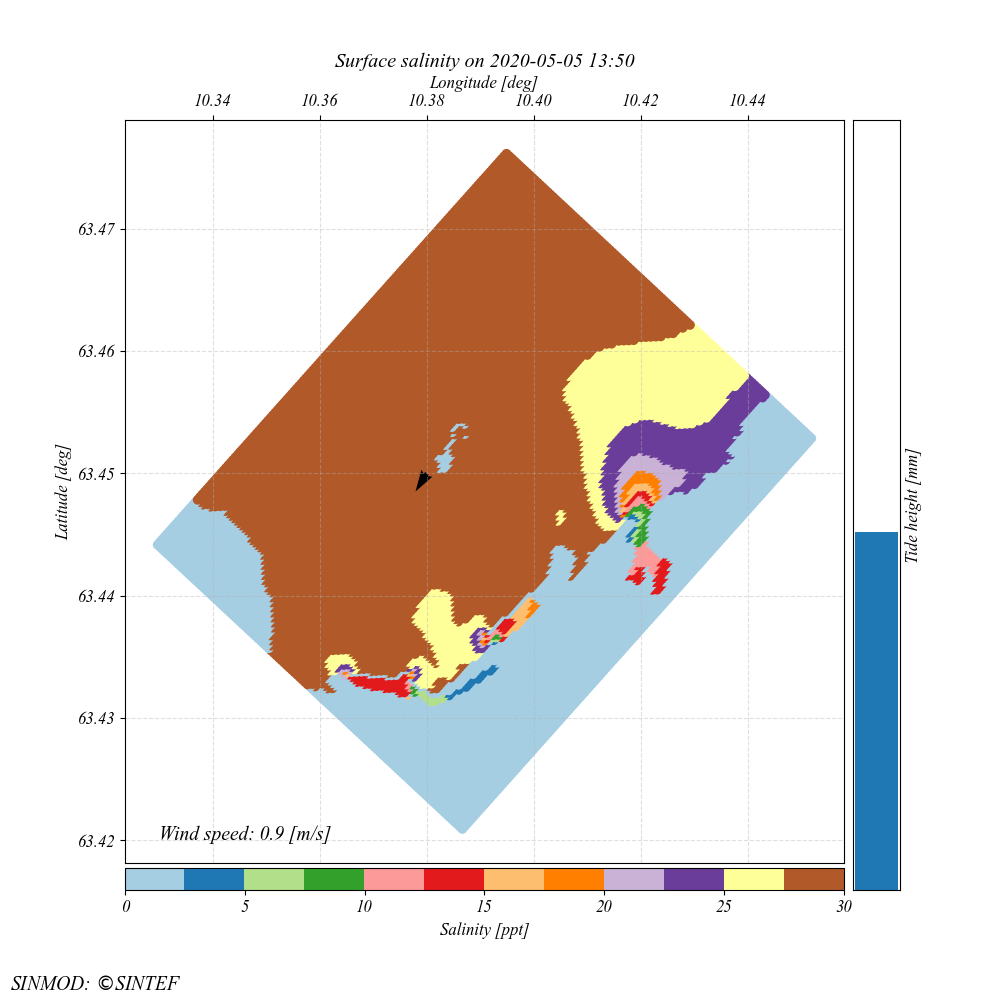 Surface salinity on 2020-05-05 13:50
Longitude [deg]
10.34 10.36 10.38 10.40 10.42 10.44
63.47
63.46
63.45
63.44
63.43
63.42
Latitude [deg]
Tide height [mm]
Wind speed: 0.9 [m/s]
0 5 10 15 20 25 30
Salinity [ppt]
SINMOD: ©SINTEF